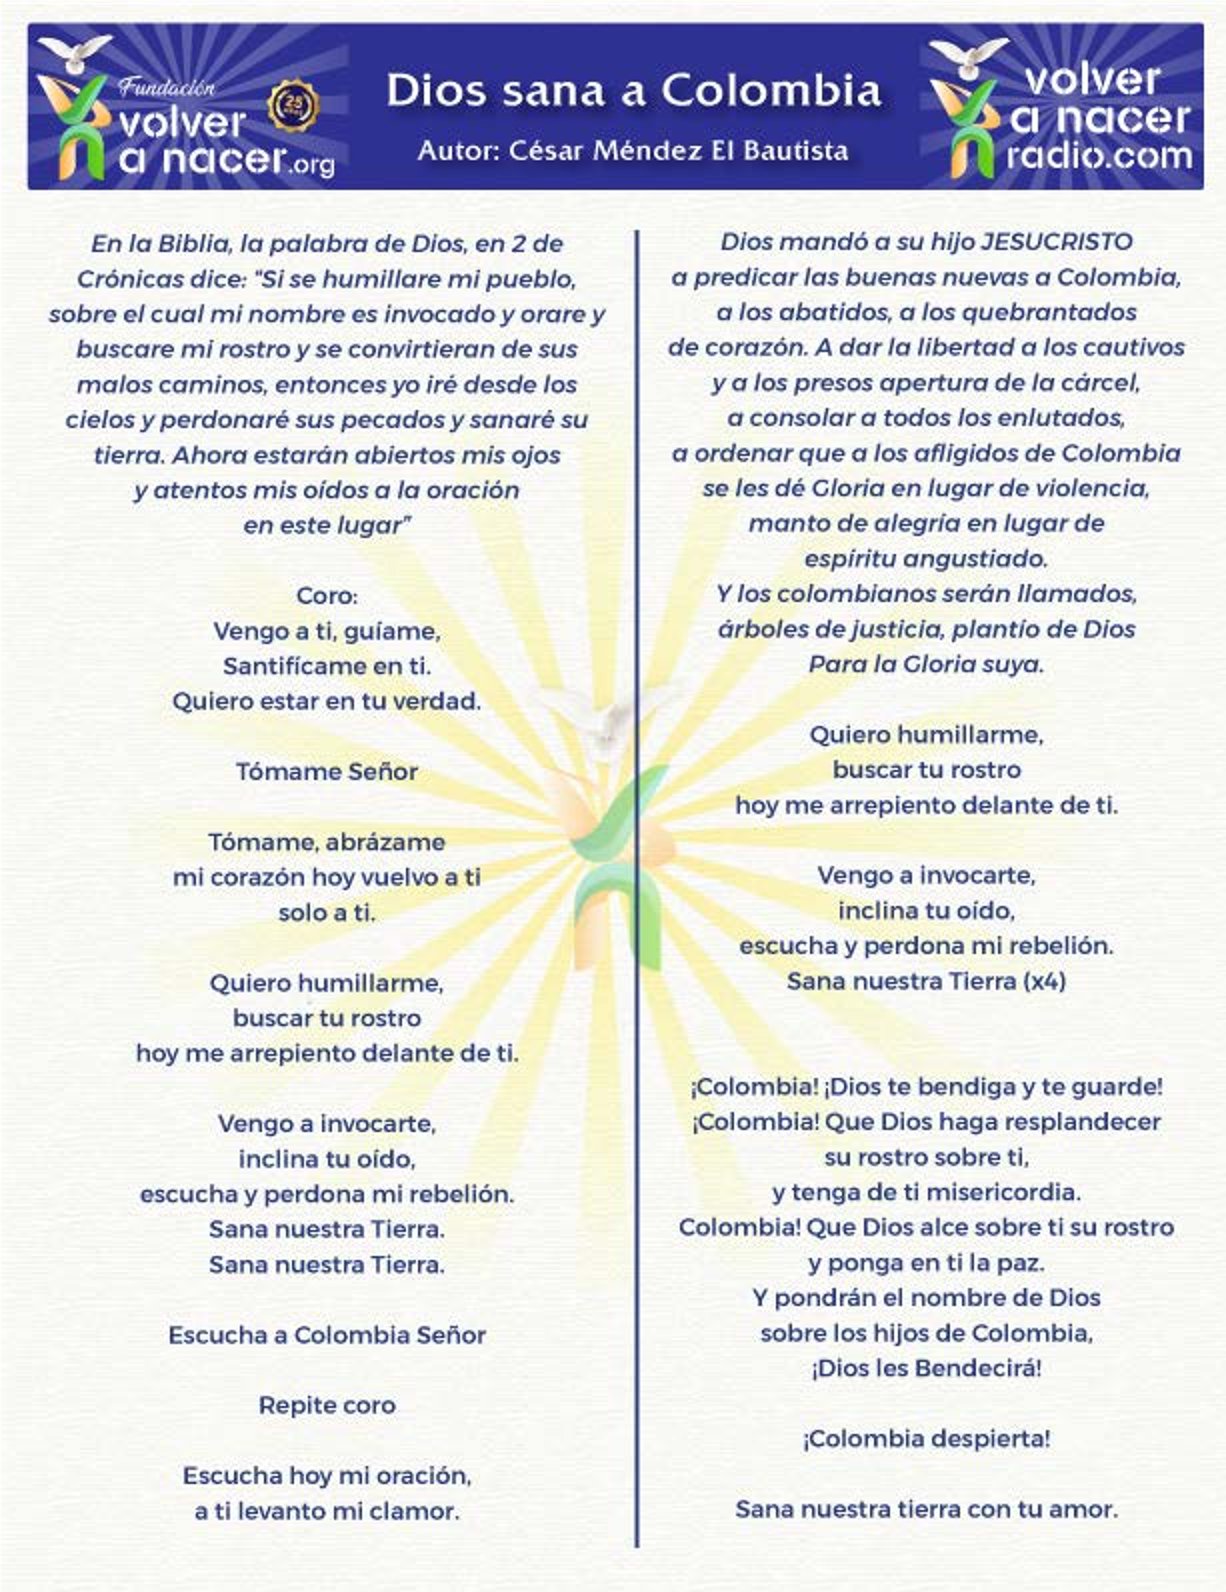 Fundación
volver
a nacer.org
25
Dios sana a Colombia
Autor: César Méndez El Bautista
volver
a nacer
radio.com
En la Biblia, la palabra de Dios, en 2 de
Crónicas dice: "Si se humillare mi pueblo,
sobre el cual mi nombre es invocado y orare y
buscare mi rostro y se convirtieran de sus
malos caminos, entonces yo iré desde los
cielos y perdonaré sus pecados y sanaré su
tierra. Ahora estarán abiertos mis ojos
y atentos mis oídos a la oración
en este lugar"
Coro:
Vengo a ti, guíame,
Santifícame en ti.
Quiero estar en tu verdad.
Tómame Señor
Tómame, abrázame
mi corazón hoy vuelvo a ti
solo a ti.
Quiero humillarme,
buscar tu rostro
hoy me arrepiento delante de ti.
Vengo a invocarte,
inclina tu oído,
escucha y perdona mi rebelión.
Sana nuestra Tierra.
Sana nuestra Tierra.
Escucha a Colombia Señor
Repite coro
Escucha hoy mi oración,
a ti levanto mi clamor.
Dios mandó a su hijo JESUCRISTO
a predicar las buenas nuevas a Colombia,
a los abatidos, a los quebrantados
de corazón. A dar la libertad a los cautivos
y a los presos apertura de la cárcel,
a consolar a todos los enlutados,
a ordenar que a los afligidos de Colombia
se les dé Gloria en lugar de violencia,
manto de alegría en lugar de
espíritu angustiado.
Y los colombianos serán llamados,
árboles de justicia, plantío de Dios
Para la Gloria suya.
Quiero humillarme,
buscar tu rostro
hoy me arrepiento delante de ti.
Vengo a invocarte,
inclina tu oído,
escucha y perdona mi rebelión.
Sana nuestra Tierra (x4)
¡Colombia! ¡Dios te bendiga y te guarde!
¡Colombia! Que Dios haga resplandecer
su rostro sobre ti,
y tenga de ti misericordia.
Colombia! Que Dios alce sobre ti su rostro
y ponga en ti la paz.
Y pondrán el nombre de Dios
sobre los hijos de Colombia,
¡Dios les Bendecirá!
¡Colombia despierta!
Sana nuestra tierra con tu amor.